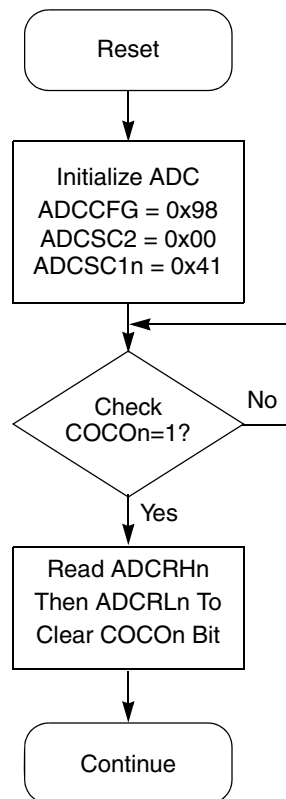 Reset
Initialize ADC
ADCCFG = 0x98
ADCSC2 = 0x00
ADCSC1n = 0x41
Check
COCOn=1?
No
Yes
Read ADCRHn
Then ADCRLn To
Clear COCOn Bit
Continue